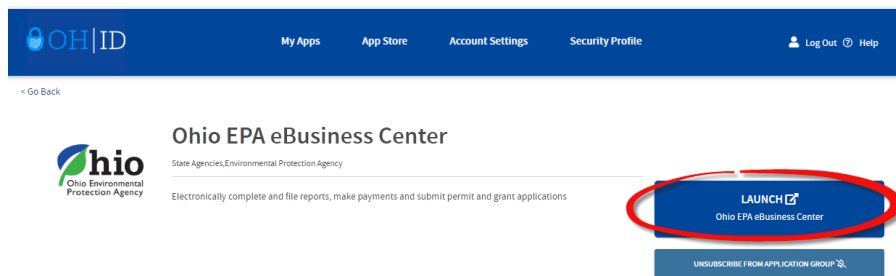 OH|ID
My Apps
App Store
Account Settings
Security Profile
Log Out
Help
< Go Back
Ohio
Ohio Environmental
Protection Agency
Ohio EPA eBusiness Center
State Agencies,Environmental Protection Agency
Electronically complete and file reports, make payments and submit permit and grant applications
LAUNCH
Ohio EPA eBusiness Center
UNSUBSCRIBE FROM APPLICATION GROUP